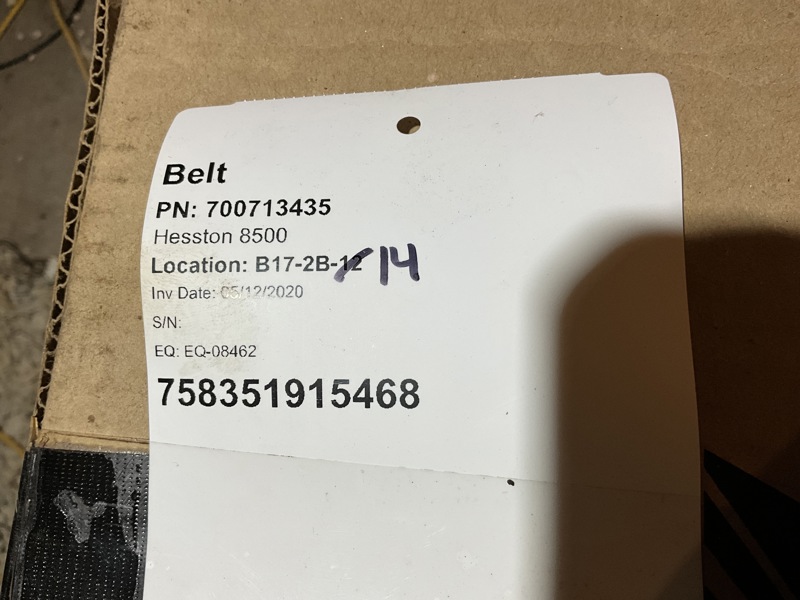 Belt
PN: 700713435
Hesston 8500
Location: B17-2B-12 -14
Inv Date: 05/12/2020
S/N:
EQ: EQ-08462
758351915468